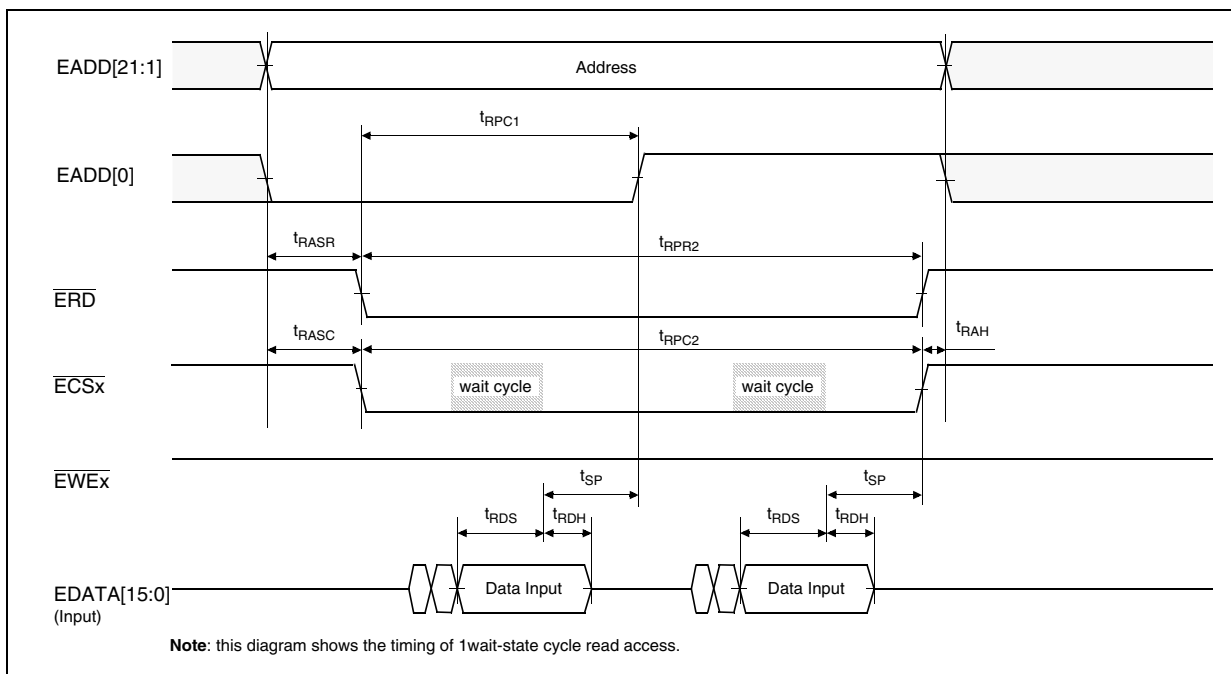 EADD[21:1]
Address
tRPC1
EADD[0]
tRASR
tRPR2
ERD
tRASC
tRPC2
tRAH
ECSx
wait cycle
wait cycle
EWEx
tSP
tSP
tRDS
tRDH
tRDS
tRDH
EDATA[15:0]
Data Input
Data Input
(Input)
Note: this diagram shows the timing of 1wait-state cycle read access.